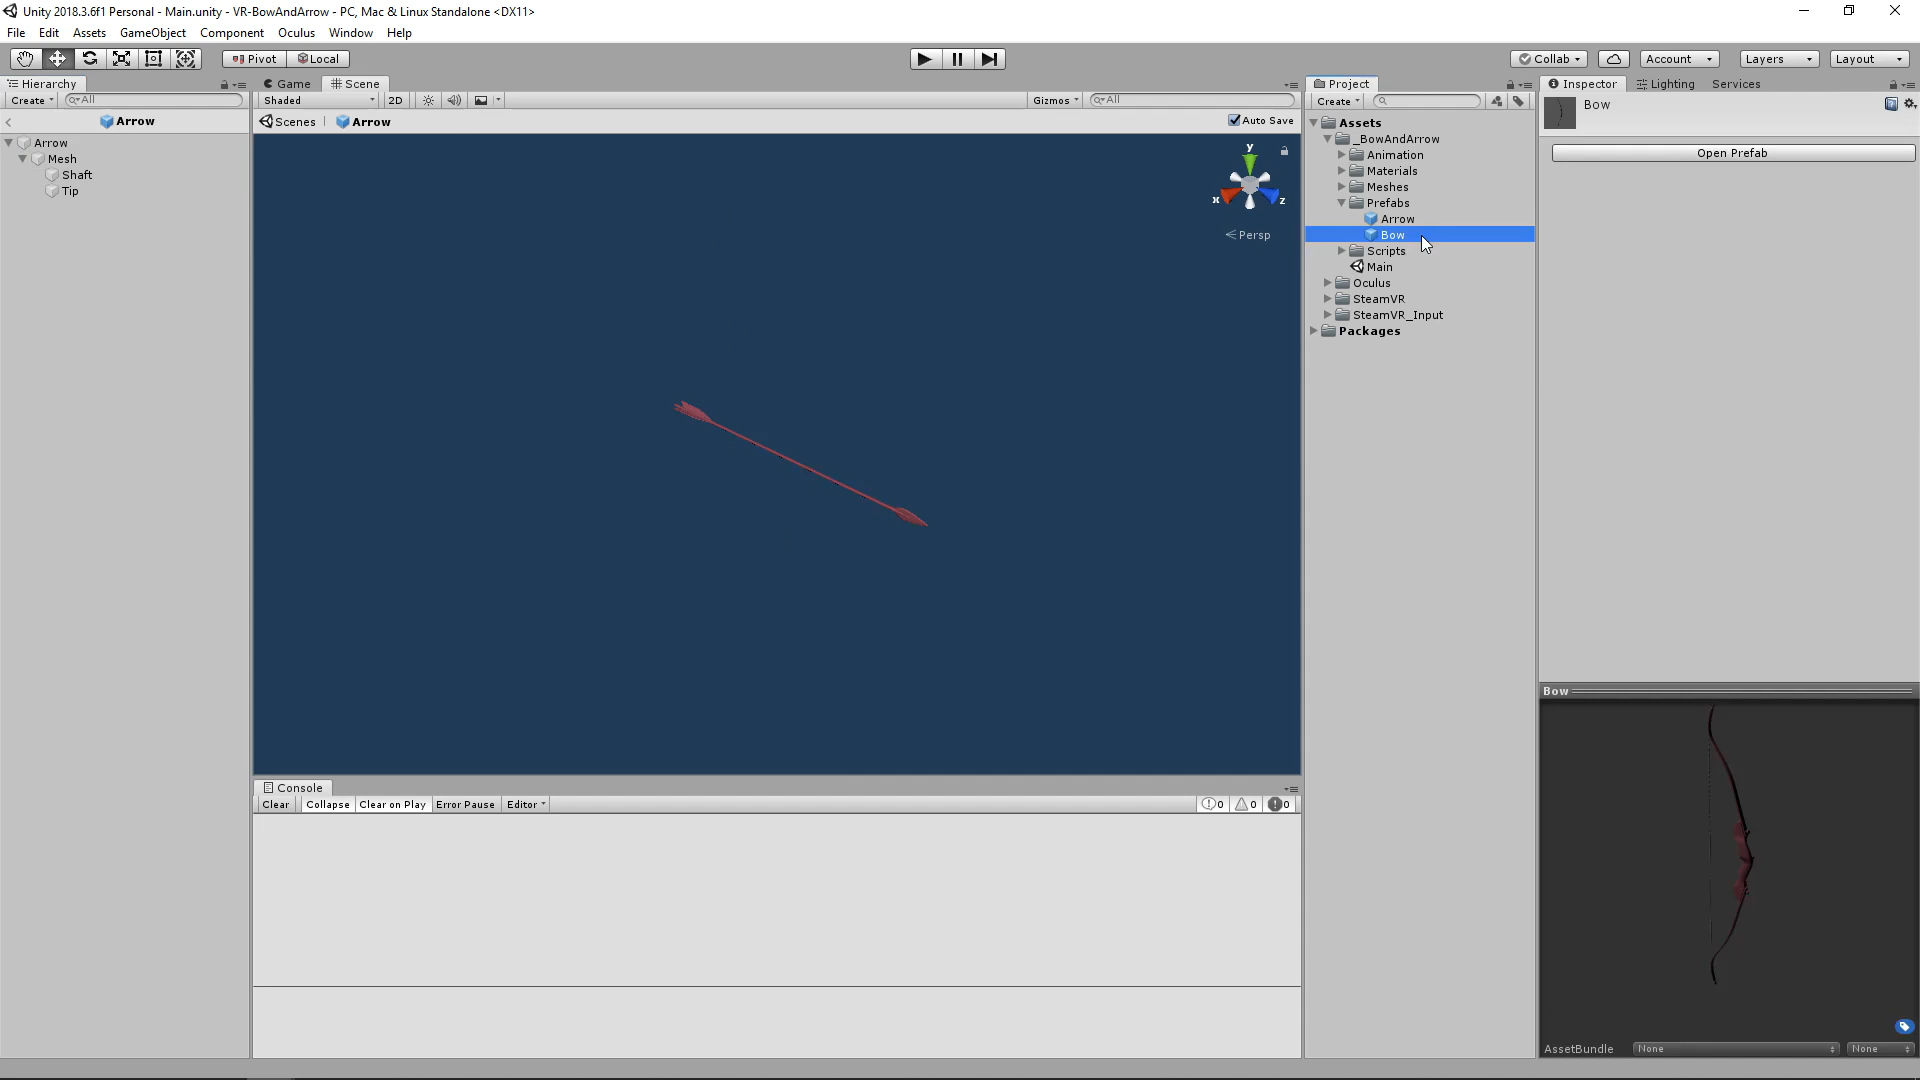 Unity 2018.3.6f1 Personal - Main.unity - VR-BowAndArrow - PC, Mac & Linux Standalone <DX11>
File Edit Assets GameObject Component Oculus Window Help
Pivot Local Collab Account Layers Layout
Hierarchy
Create All
Arrow
Arrow
Mesh
Shaft
Tip
Game Scene
Shaded 2D Gizmos All
Scenes Arrow Auto Save
y
x z
Persp
Console
Clear Collapse Clear on Play Error Pause Editor 0 0 0
Project
Create
Assets
_BowAndArrow
Animation
Materials
Meshes
Prefabs
Arrow
Bow
Scripts
Main
Oculus
SteamVR
SteamVR_Input
Packages
Inspector Lighting Services
Bow
Open Prefab
Bow
AssetBundle None None